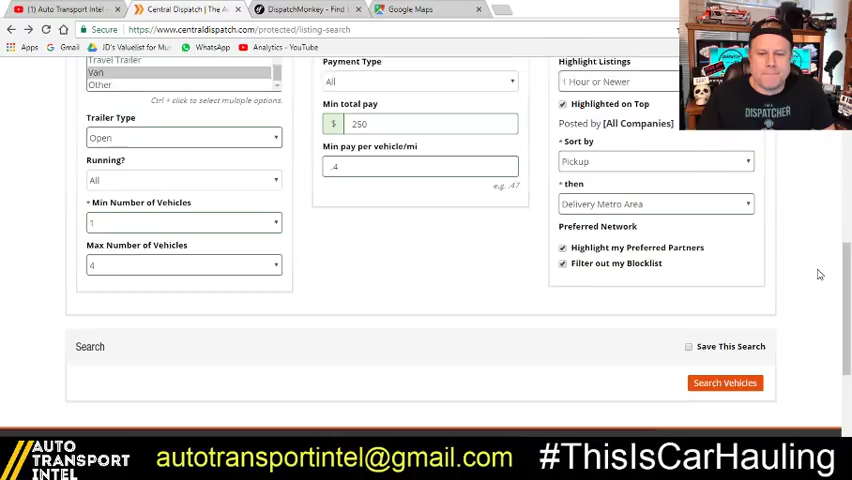 (1) Auto Transport Intel -
Central Dispatch | The A
DispatchMonkey - Find L
Google Maps
Secure
https://www.centraldispatch.com/protected/listing-search
Apps
Gmail
JD's Valuelist for Mu
WhatsApp
Analytics - YouTube
Travel Trailer
Van
Other
Ctrl + click to select multiple options.
Trailer Type
Open
Running?
All
* Min Number of Vehicles
1
Max Number of Vehicles
4
Payment Type
All
Min total pay
$ 250
Min pay per vehicle/mi
.4
e.g. .47
Highlight Listings
1 Hour or Newer
Highlighted on Top
Posted by [All Companies]
* Sort by
Pickup
* then
Delivery Metro Area
Preferred Network
Highlight my Preferred Partners
Filter out my Blocklist
Search
Save This Search
Search Vehicles
DISPATCHER
AUTO
TRANSPORT
INTEL
autotransportintel@gmail.com
#ThisIsCarHauling